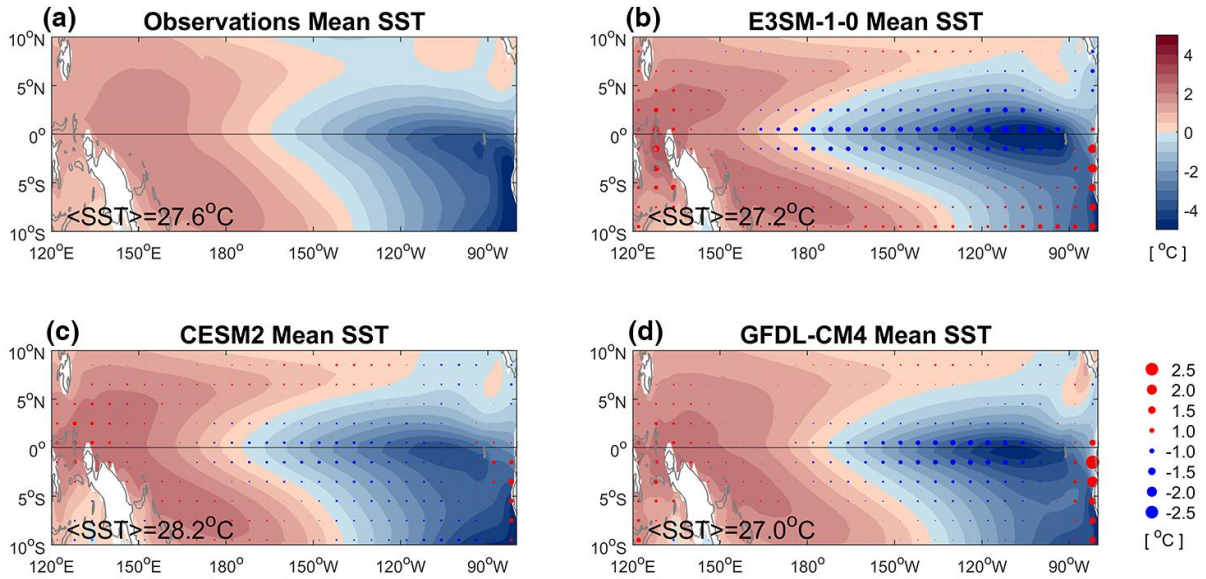 (a) Observations Mean SST
10°N
5°N
0°
5°S
10°S
<SST>=27.6°C
120°E 150°E 180° 150°W 120°W 90°W
(b) E3SM-1-0 Mean SST
10°N
5°N
0°
5°S
10°S
<SST>=27.2°C
120°E 150°E 180° 150°W 120°W 90°W
4
2
0
-2
-4
[ °C ]
(c) CESM2 Mean SST
10°N
5°N
0°
5°S
10°S
<SST>=28.2°C
120°E 150°E 180° 150°W 120°W 90°W
(d) GFDL-CM4 Mean SST
10°N
5°N
0°
5°S
10°S
<SST>=27.0°C
120°E 150°E 180° 150°W 120°W 90°W
2.5
2.0
1.5
1.0
-1.0
-1.5
-2.0
-2.5
[ °C ]